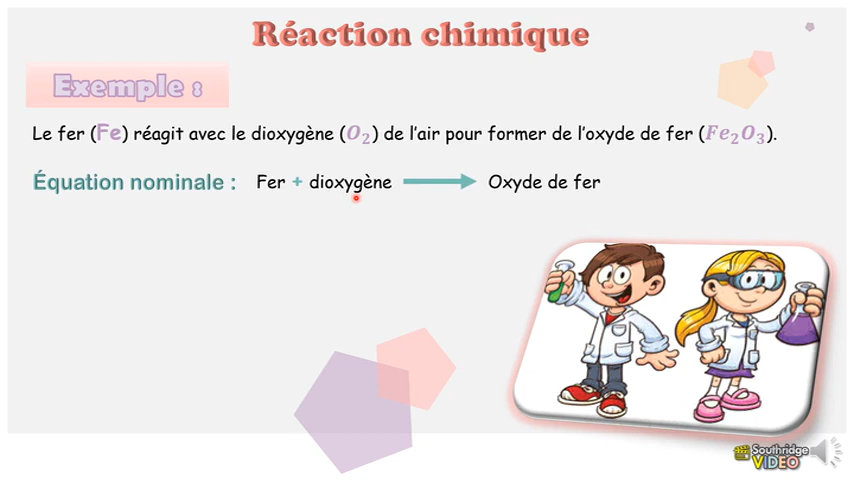 Réaction chimique
Exemple :
Le fer (Fe) réagit avec le dioxygène (O₂) de l'air pour former de l'oxyde de fer (Fe₂O₃).
Équation nominale : Fer + dioxygène ⟶ Oxyde de fer
Southridge
VIDEO